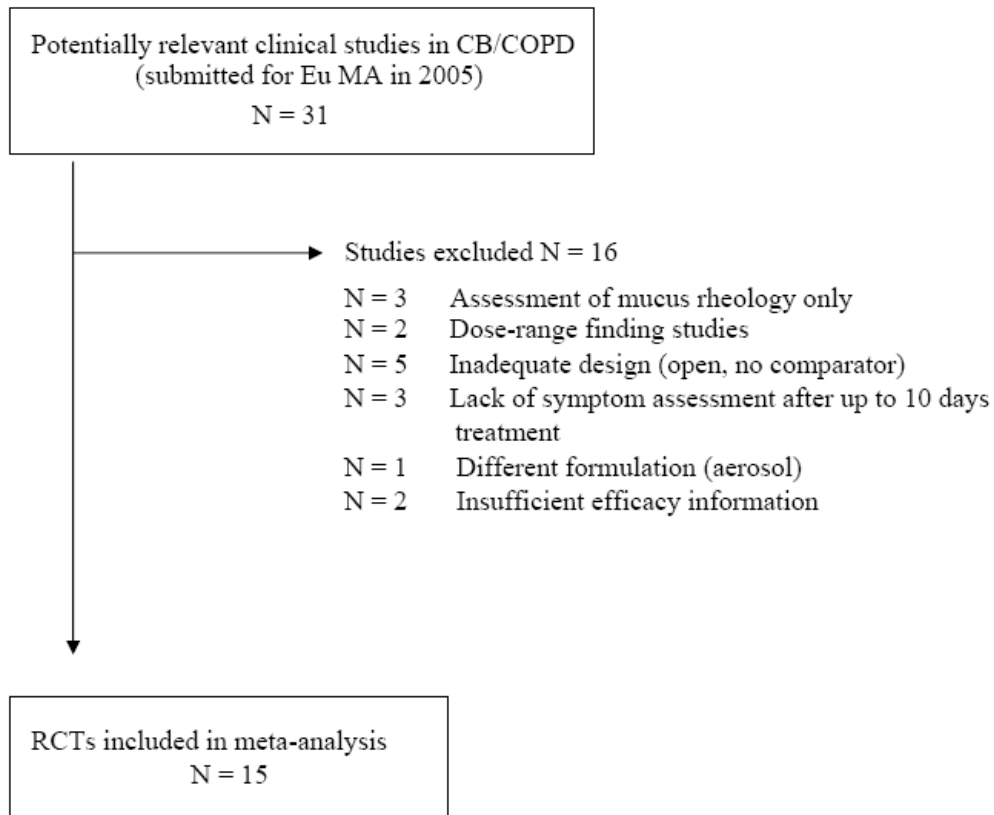 Potentially relevant clinical studies in CB/COPD
(submitted for Eu MA in 2005)
N = 31
Studies excluded N = 16
N = 3 Assessment of mucus rheology only
N = 2 Dose-range finding studies
N = 5 Inadequate design (open, no comparator)
N = 3 Lack of symptom assessment after up to 10 days
treatment
N = 1 Different formulation (aerosol)
N = 2 Insufficient efficacy information
RCTs included in meta-analysis
N = 15